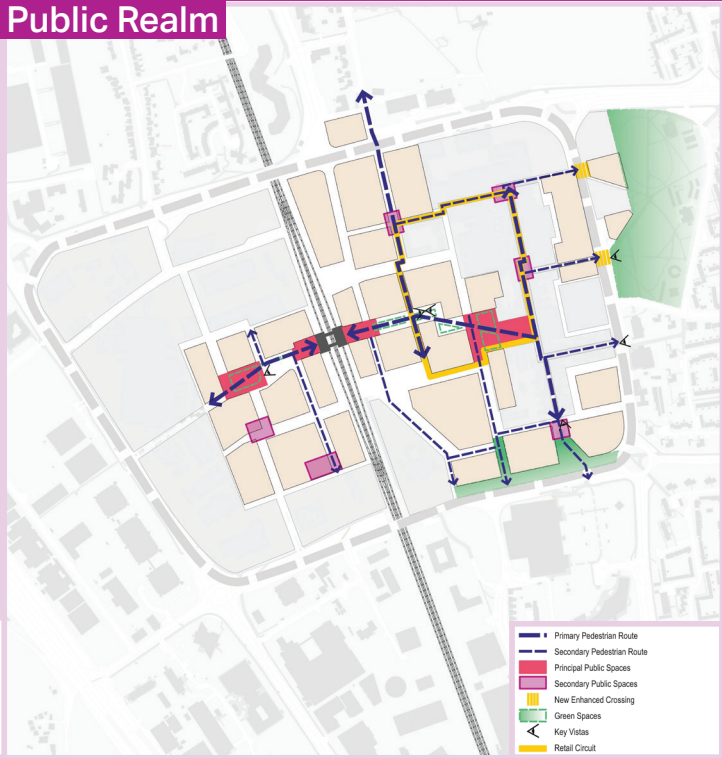 Public Realm
Primary Pedestrian Route
Secondary Pedestrian Route
Principal Public Spaces
Secondary Public Spaces
New Enhanced Crossing
Green Spaces
Key Vistas
Retail Circuit